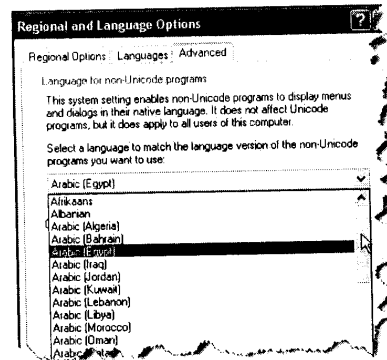 Regional and Language Options
Regional Options Languages Advanced
Language for non-Unicode programs
This system setting enables non-Unicode programs to display menus
and dialogs in their native language. It does not affect Unicode
programs, but it does apply to all users of this computer.
Select a language to match the language version of the non-Unicode
programs you want to use:
Arabic (Egypt)
Afrikaans
Albanian
Arabic (Algeria)
Arabic (Bahrain)
Arabic (Egypt)
Arabic (Iraq)
Arabic (Jordan)
Arabic (Kuwait)
Arabic (Lebanon)
Arabic (Libya)
Arabic (Morocco)
Arabic (Oman)
Arabic